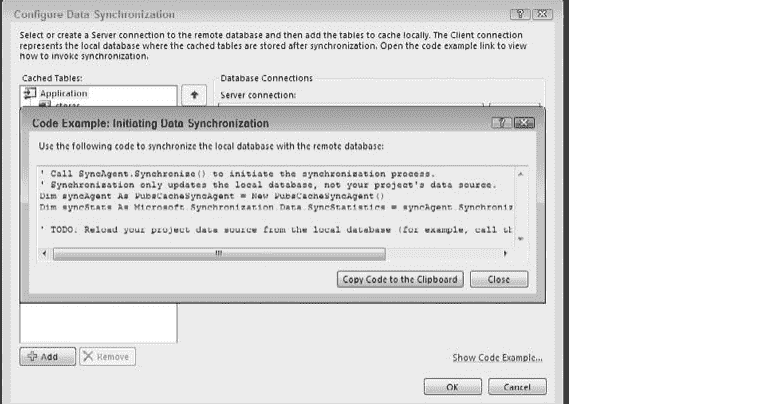 Configure Data Synchronization
Select or create a Server connection to the remote database and then add the tables to cache locally. The Client connection
represents the local database where the cached tables are stored after synchronization. Open the code example link to view
how to invoke synchronization.
Cached Tables:
Database Connections
Application
Server connection:
stores
Code Example: Initiating Data Synchronization
Use the following code to synchronize the local database with the remote database:
' Call SyncAgent.Synchronize() to initiate the synchronization process.
' Synchronization only updates the local database, not your project's data source.
Dim syncAgent As PubsCacheSyncAgent = New PubsCacheSyncAgent()
Dim syncStats As Microsoft.Synchronization.Data.SyncStatistics = syncAgent.Synchroniz
' TODO: Reload your project data source from the local database (for example, call th
Copy Code to the Clipboard
Close
Add
Remove
Show Code Example...
OK
Cancel